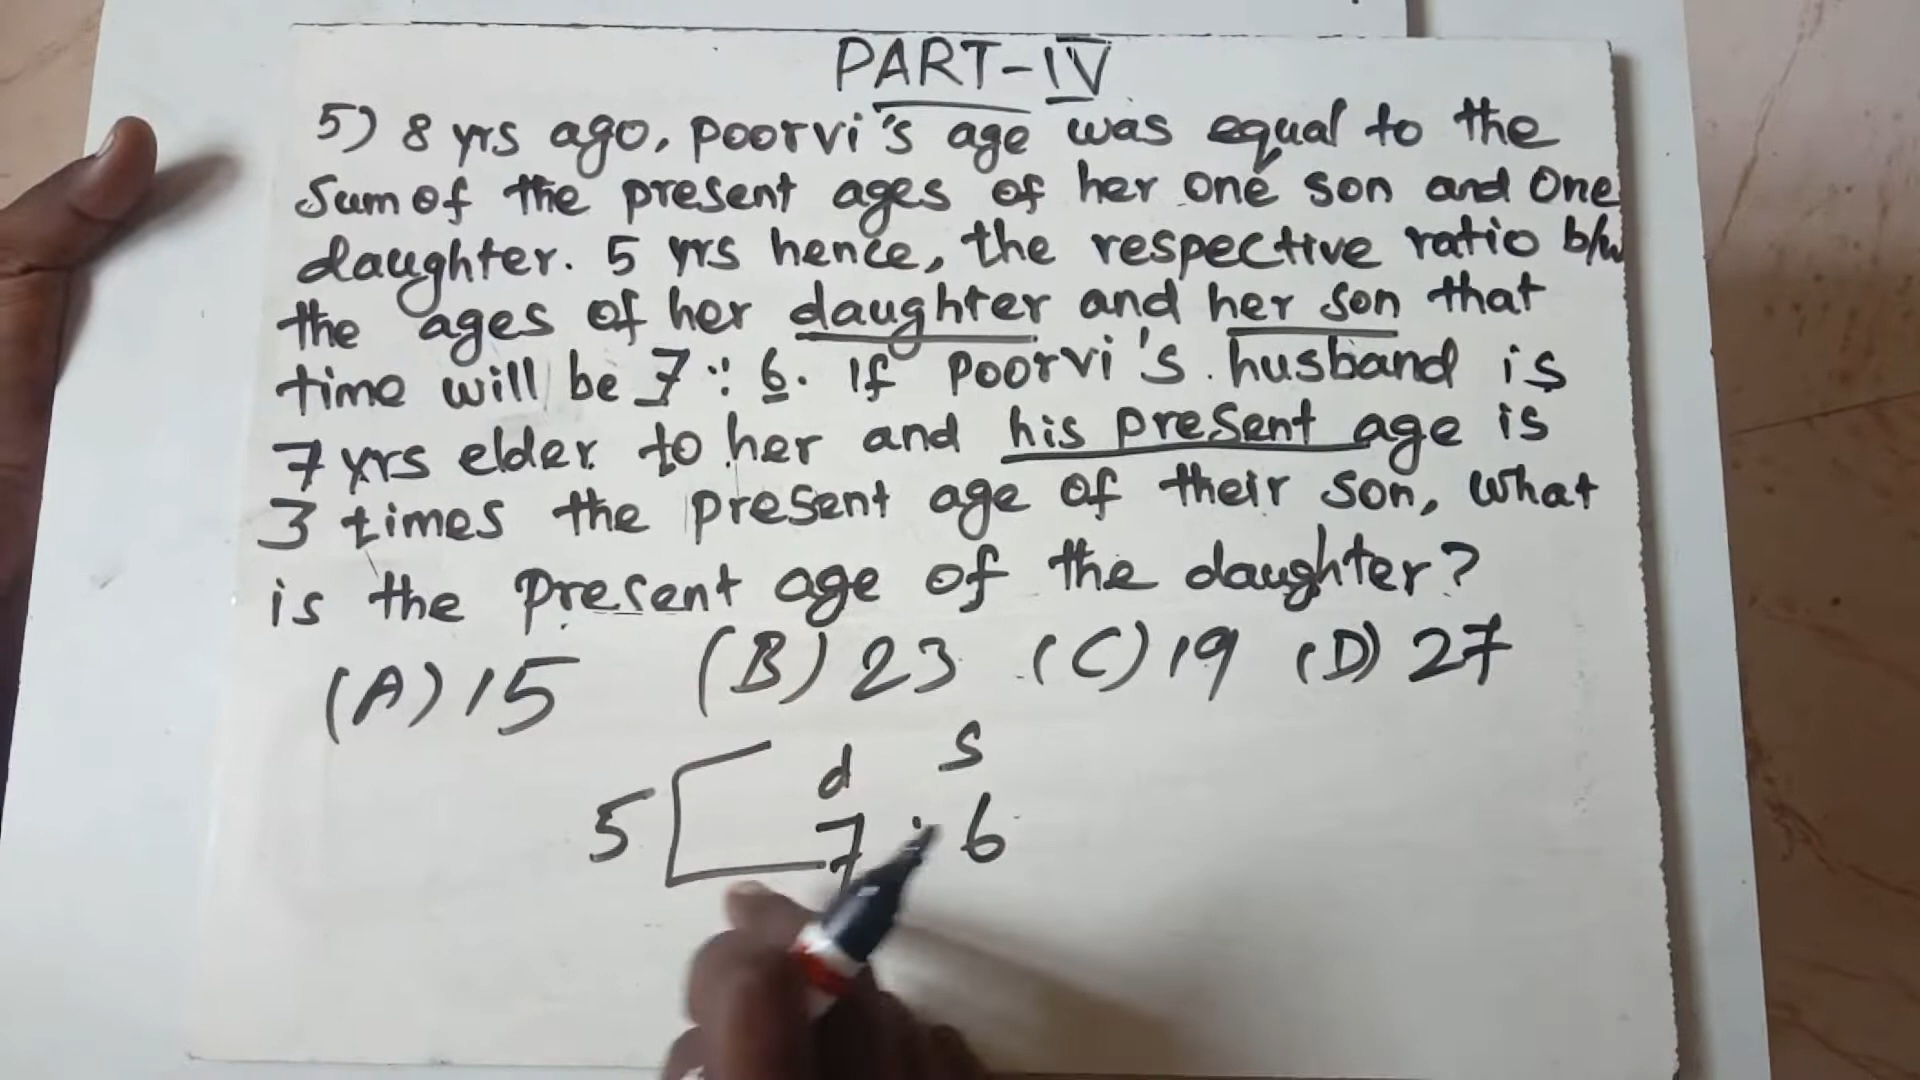 PART-IV
5) 8 yrs ago, poorvi's age was equal to the
Sum of the present ages of her one son and one
daughter. 5 yrs hence, the respective ratio b/w
the ages of her daughter and her son that
time will be 7 : 6. If poorvi's husband is
7 yrs elder to her and his present age is
3 times the present age of their son, what
is the present age of the daughter?
(A) 15 (B) 23 (C) 19 (D) 27
d s
5 7 : 6